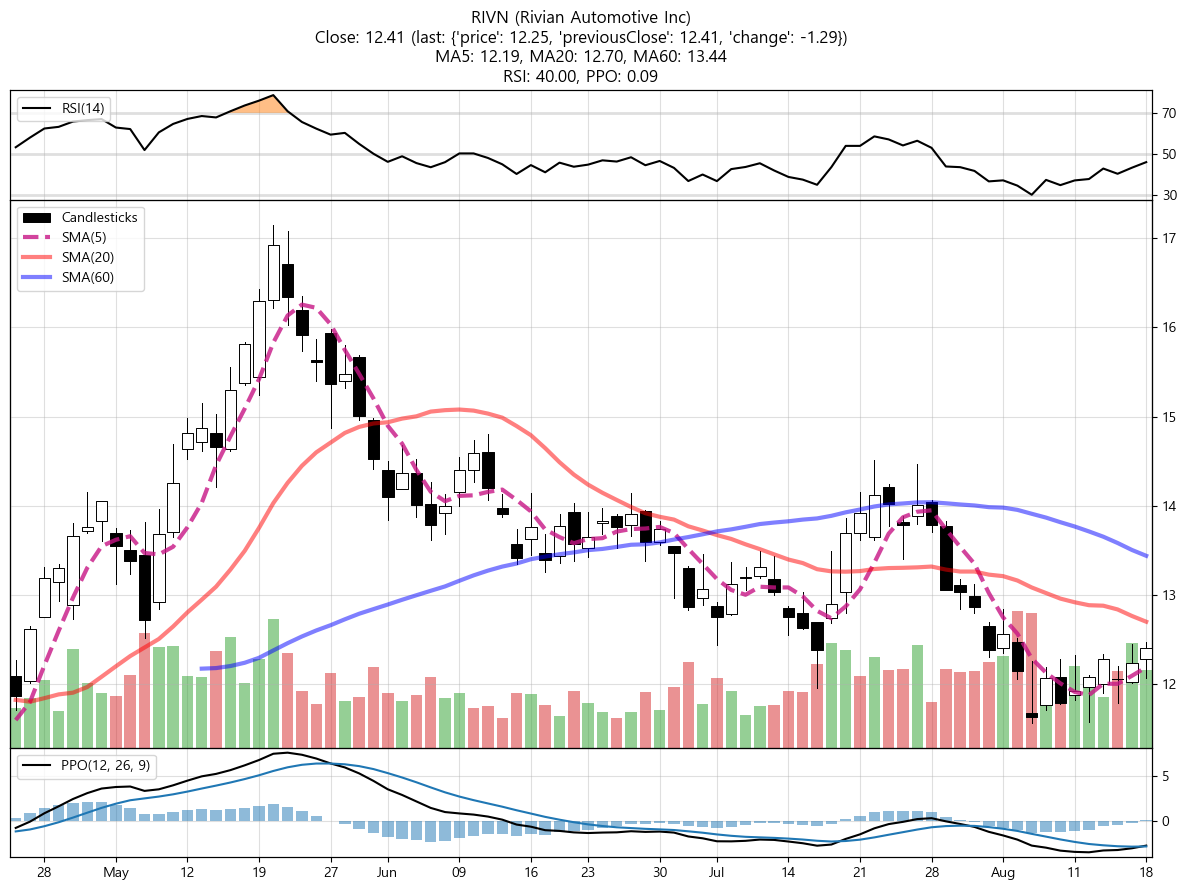 RIVN (Rivian Automotive Inc)
Close: 12.41 (last: {'price': 12.25, 'previousClose': 12.41, 'change': -1.29})
MA5: 12.19, MA20: 12.70, MA60: 13.44
RSI: 40.00, PPO: 0.09
RSI(14)
70
50
30
Candlesticks
SMA(5)
SMA(20)
SMA(60)
17
16
15
14
13
12
PPO(12, 26, 9)
5
0
28 May 12 19 27 Jun 09 16 23 30 Jul 14 21 28 Aug 11 18